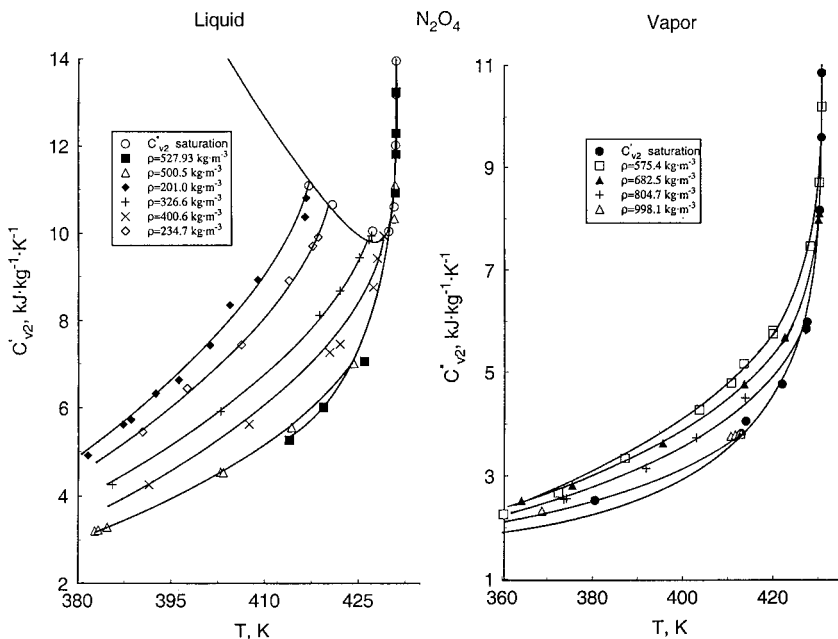 Liquid
N₂O₄
Vapor
14
12
10
8
6
4
2
C'v2, kJ·kg⁻¹·K⁻¹
○ C'v2 saturation
■ ρ=527.93 kg·m⁻³
△ ρ=500.5 kg·m⁻³
◆ ρ=201.0 kg·m⁻³
+ ρ=326.6 kg·m⁻³
× ρ=400.6 kg·m⁻³
◇ ρ=234.7 kg·m⁻³
380 395 410 425
T, K
11
9
7
5
3
1
C"v2, kJ·kg⁻¹·K⁻¹
● C'v2 saturation
□ ρ=575.4 kg·m⁻³
▲ ρ=682.5 kg·m⁻³
+ ρ=804.7 kg·m⁻³
△ ρ=998.1 kg·m⁻³
360 380 400 420
T, K